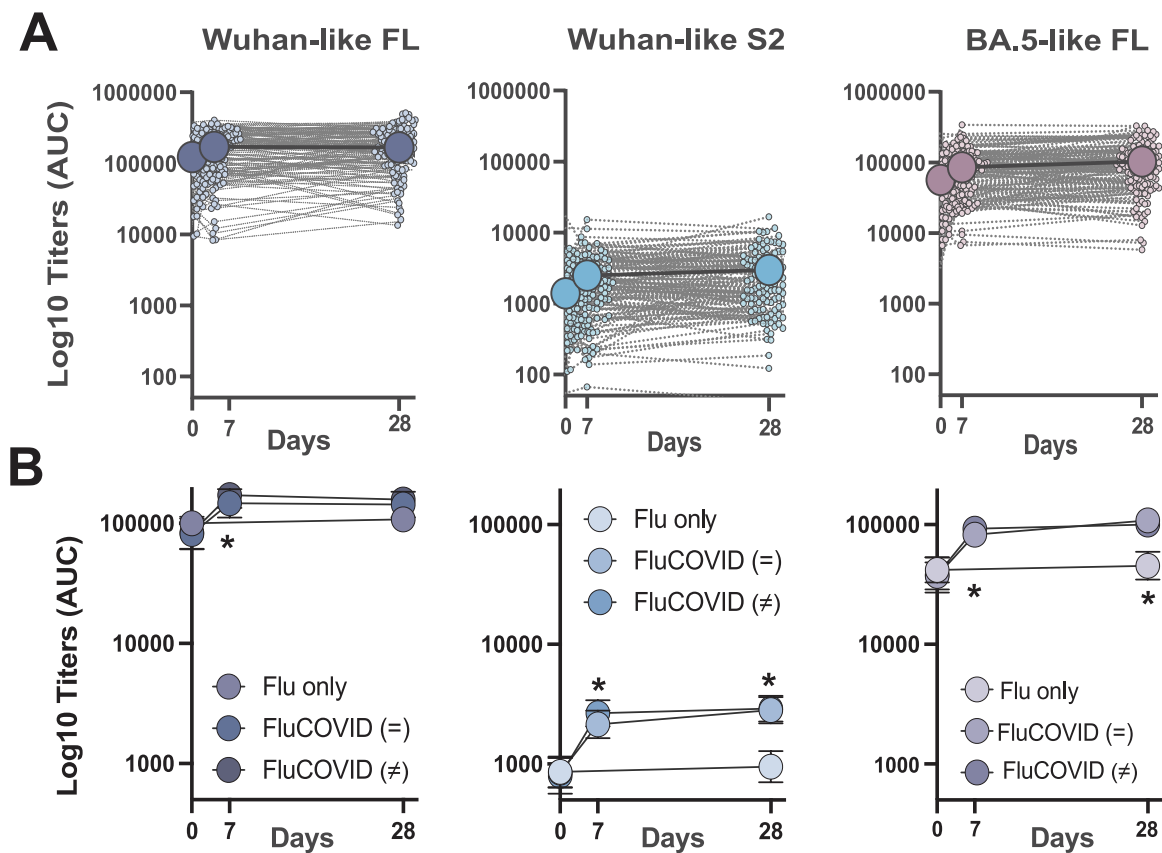 A
Wuhan-like FL
Wuhan-like S2
BA.5-like FL
Log10 Titers (AUC)
1000000
100000
10000
1000
100
0
7
28
Days
1000000
100000
10000
1000
100
0
7
28
Days
1000000
100000
10000
1000
100
0
7
28
Days
B
Log10 Titers (AUC)
100000
10000
1000
*
Flu only
FluCOVID (=)
FluCOVID (≠)
0
7
28
Days
100000
10000
1000
Flu only
FluCOVID (=)
FluCOVID (≠)
*
*
0
7
28
Days
100000
10000
1000
*
*
Flu only
FluCOVID (=)
FluCOVID (≠)
0
7
28
Days